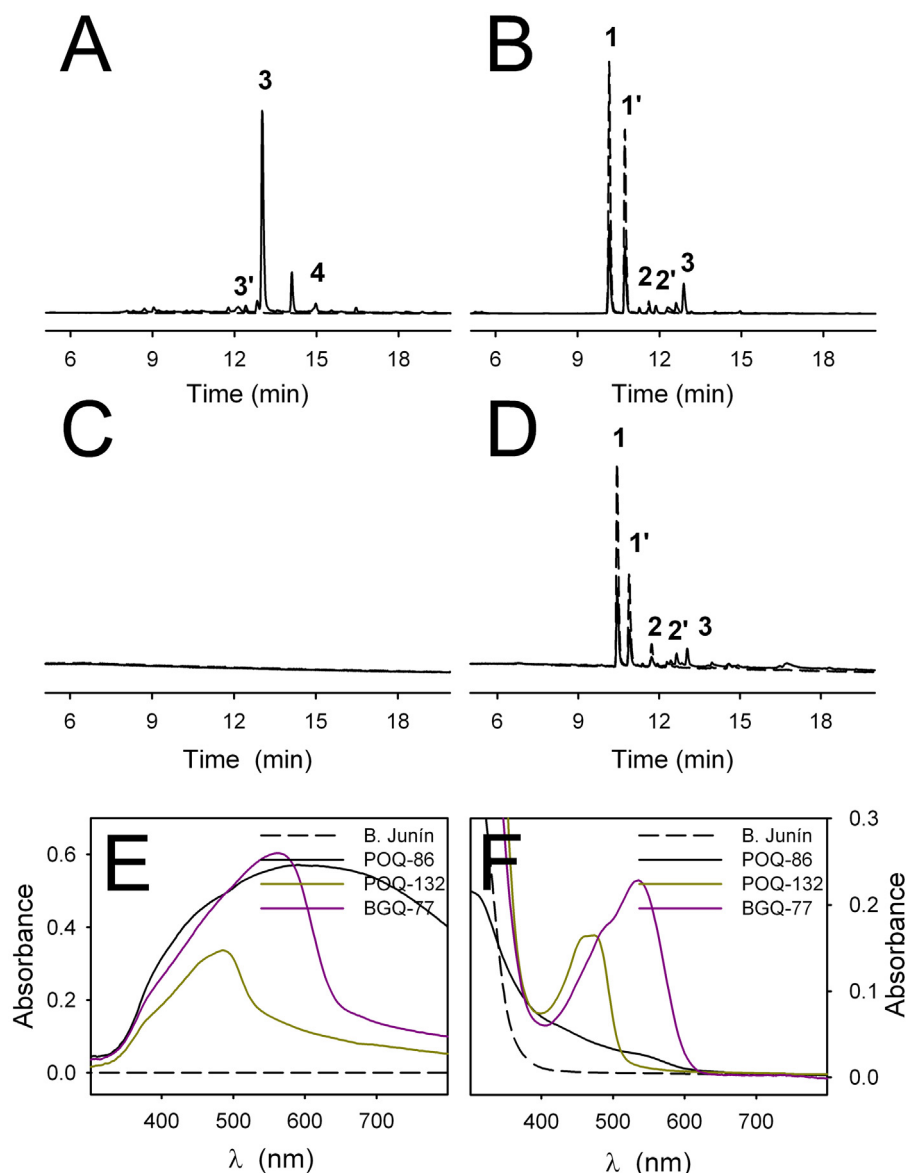 A
3
3'
4
6 9 12 15 18
Time (min)
B
1
1'
2 2' 3
6 9 12 15 18
Time (min)
C
6 9 12 15 18
Time (min)
D
1
1'
2 2' 3
6 9 12 15 18
Time (min)
E
B. Junín
POQ-86
POQ-132
BGQ-77
0.6
0.4
0.2
0.0
Absorbance
400 500 600 700
λ (nm)
F
B. Junín
POQ-86
POQ-132
BGQ-77
0.3
0.2
0.1
0.0
Absorbance
400 500 600 700
λ (nm)